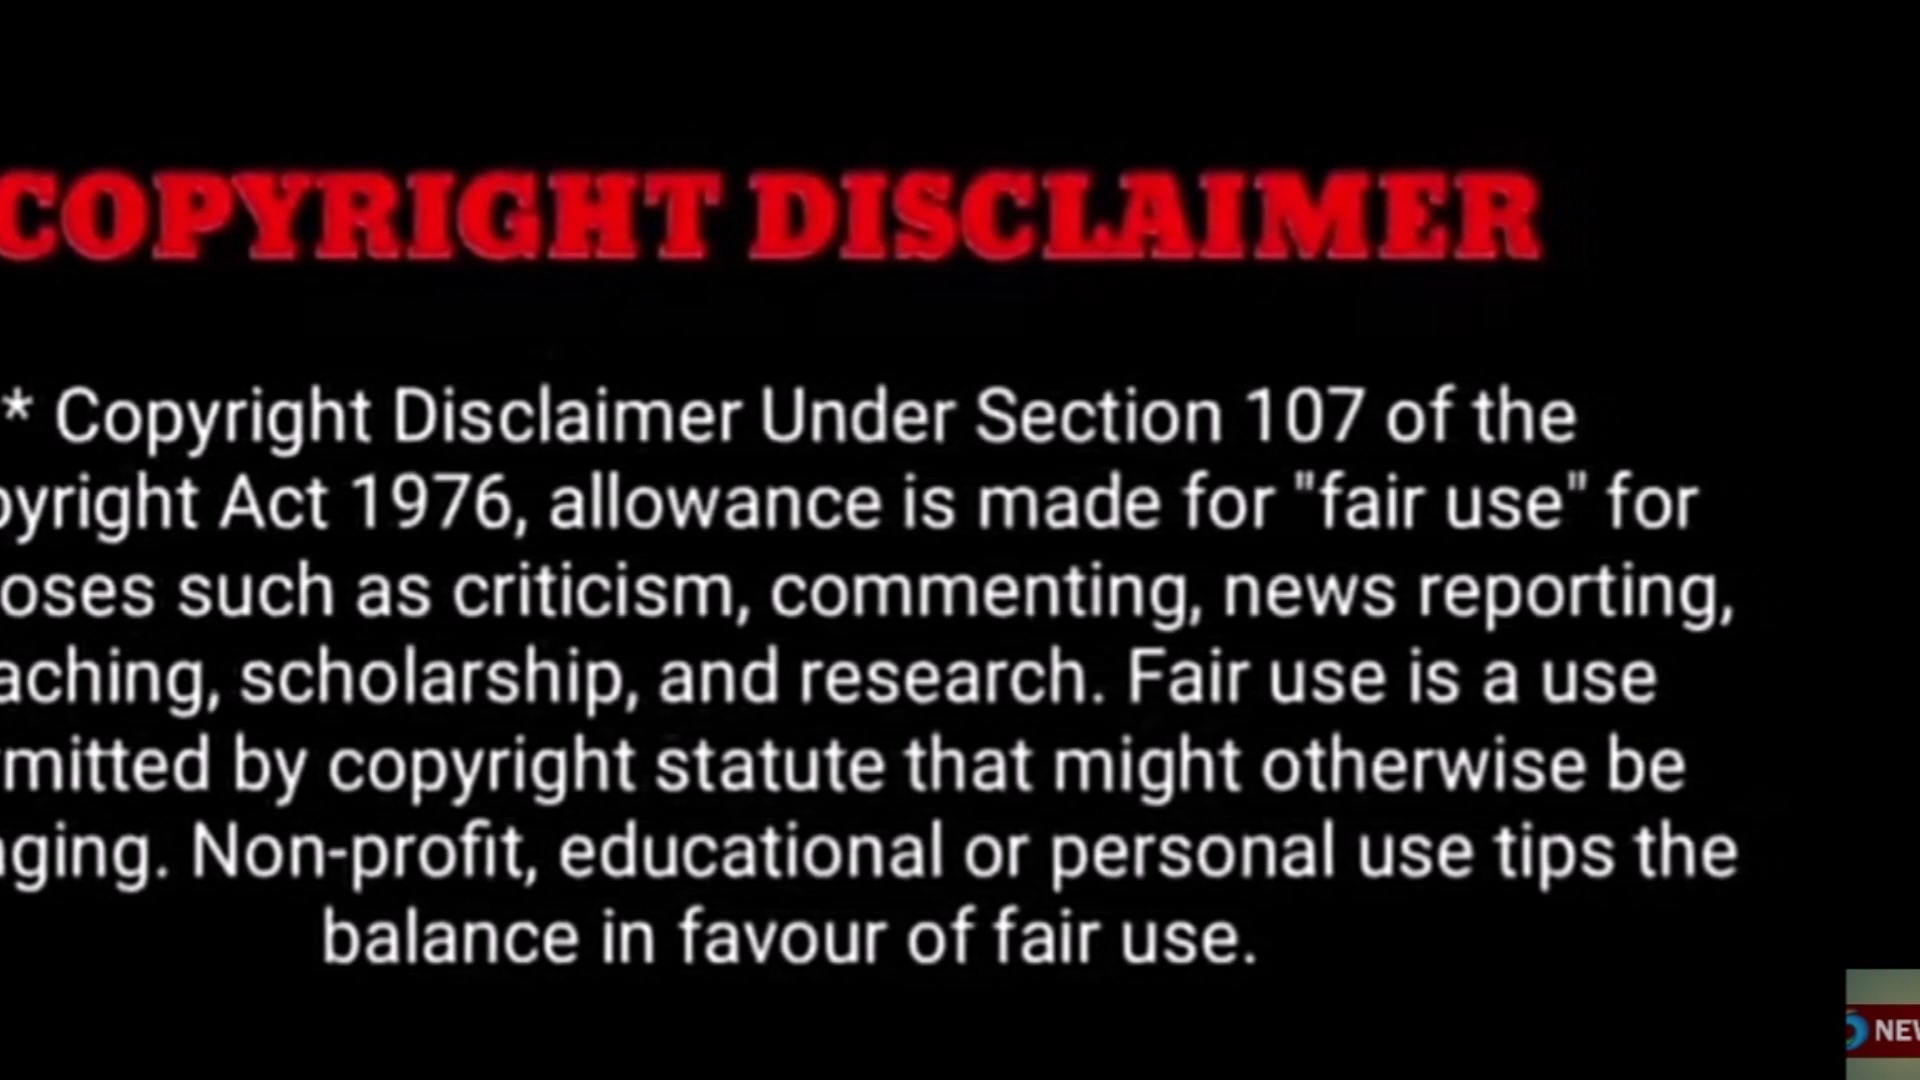 COPYRIGHT DISCLAIMER
* Copyright Disclaimer Under Section 107 of the
pyright Act 1976, allowance is made for "fair use" for
oses such as criticism, commenting, news reporting,
aching, scholarship, and research. Fair use is a use
mitted by copyright statute that might otherwise be
ging. Non-profit, educational or personal use tips the
balance in favour of fair use.
NEW